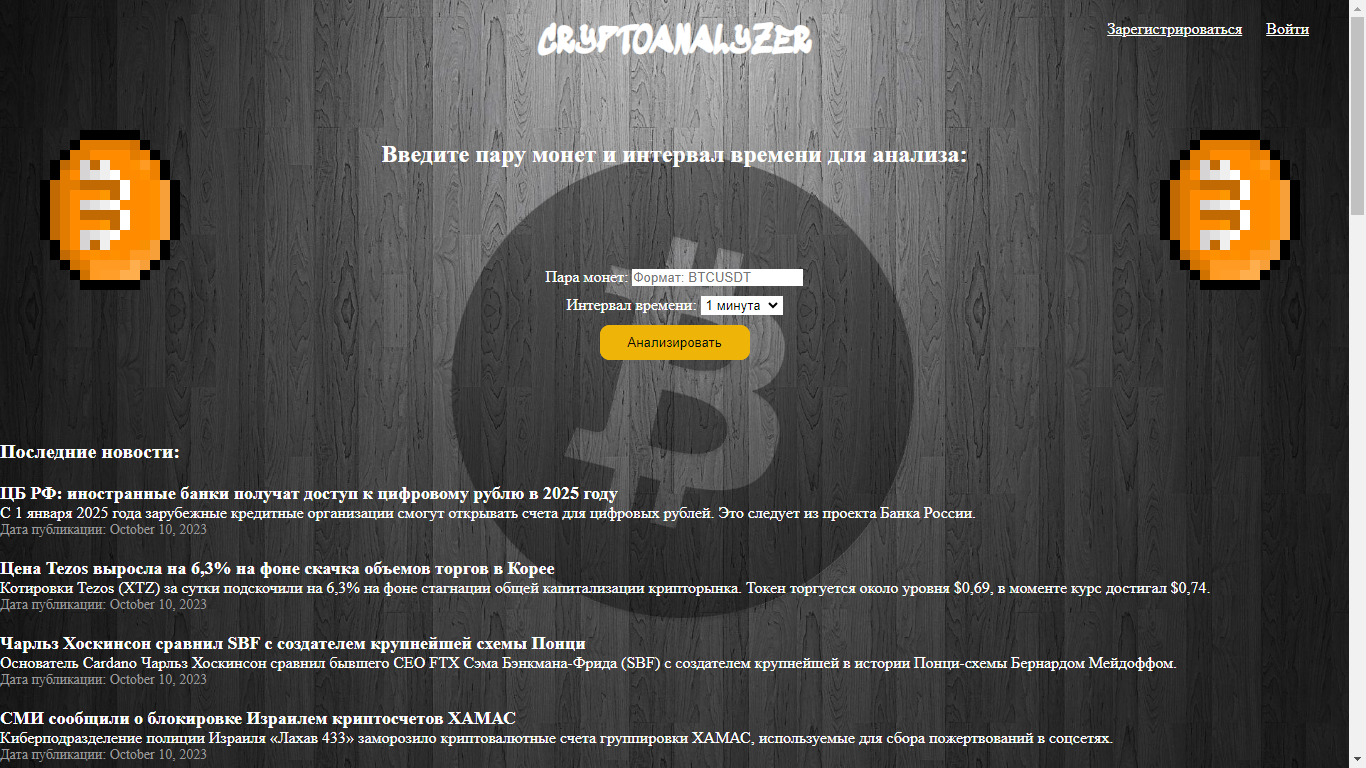 CRYPTOANALYZER
Зарегистрироваться Войти
Введите пару монет и интервал времени для анализа:
Пара монет: Формат: BTCUSDT
Интервал времени: 1 минута
Анализировать
Последние новости:
ЦБ РФ: иностранные банки получат доступ к цифровому рублю в 2025 году
С 1 января 2025 года зарубежные кредитные организации смогут открывать счета для цифровых рублей. Это следует из проекта Банка России.
Дата публикации: October 10, 2023
Цена Tezos выросла на 6,3% на фоне скачка объемов торгов в Корее
Котировки Tezos (XTZ) за сутки подскочили на 6,3% на фоне стагнации общей капитализации крипторынка. Токен торгуется около уровня $0,69, в моменте курс достигал $0,74.
Дата публикации: October 10, 2023
Чарльз Хоскинсон сравнил SBF с создателем крупнейшей схемы Понци
Основатель Cardano Чарльз Хоскинсон сравнил бывшего CEO FTX Сэма Бэнкмана-Фрида (SBF) с создателем крупнейшей в истории Понци-схемы Бернардом Мейдоффом.
Дата публикации: October 10, 2023
СМИ сообщили о блокировке Израилем криптосчетов ХАМАС
Киберподразделение полиции Израиля «Лахав 433» заморозило криптовалютные счета группировки ХАМАС, используемые для сбора пожертвований в соцсетях.
Дата публикации: October 10, 2023